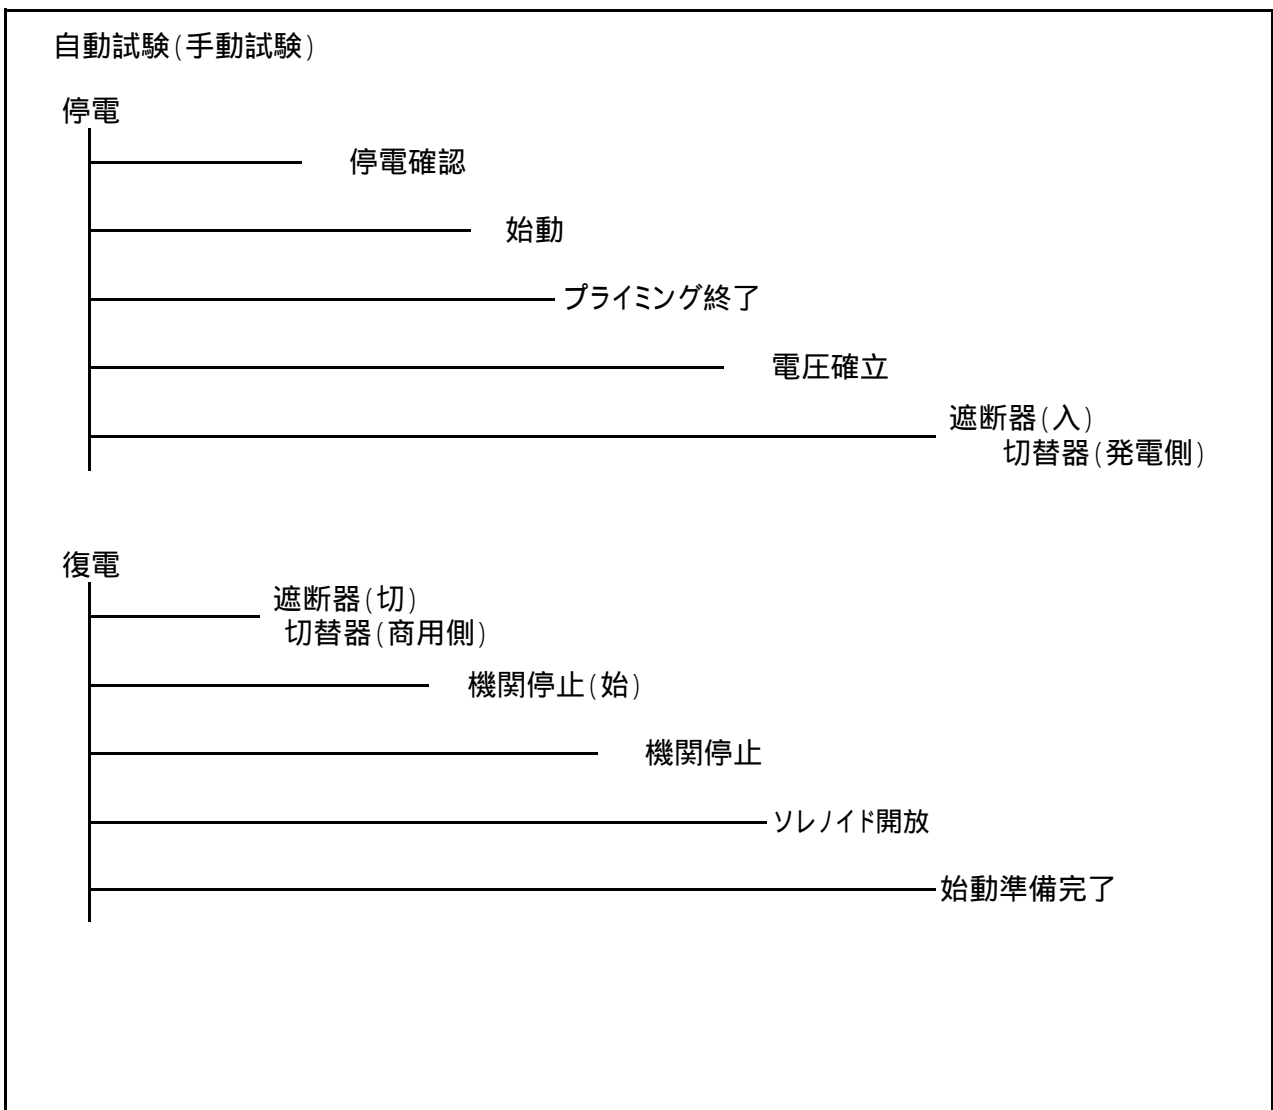 自動試験(手動試験)
停電
停電確認
始動
プライミング終了
電圧確立
遮断器(入)
切替器(発電側)
復電
遮断器(切)
切替器(商用側)
機関停止(始)
機関停止
ソレノイド開放
始動準備完了